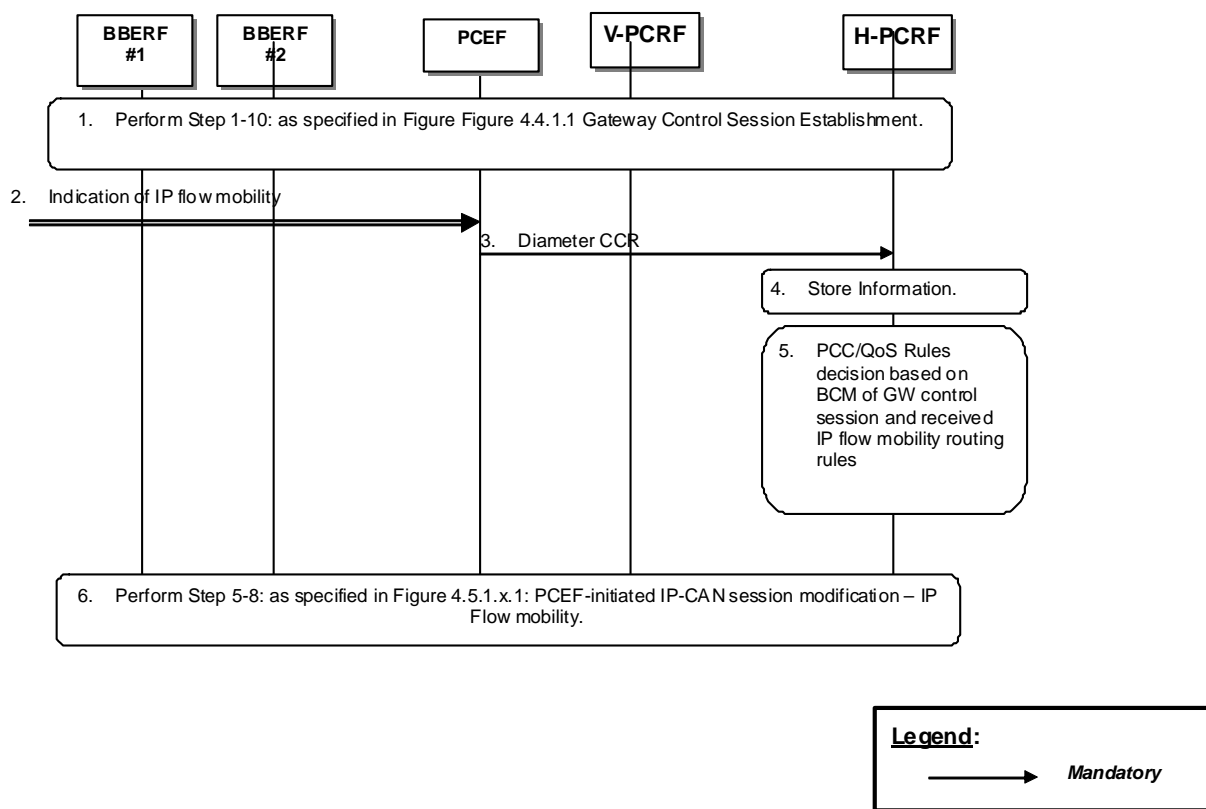 BBERF
#1
BBERF
#2
PCEF
V-PCRF
H-PCRF
1. Perform Step 1-10: as specified in Figure Figure 4.4.1.1 Gateway Control Session Establishment.
2. Indication of IP flow mobility
3. Diameter CCR
4. Store Information.
5. PCC/QoS Rules
decision based on
BCM of GW control
session and received
IP flow mobility routing
rules
6. Perform Step 5-8: as specified in Figure 4.5.1.x.1: PCEF-initiated IP-CAN session modification – IP
Flow mobility.
Legend:
Mandatory